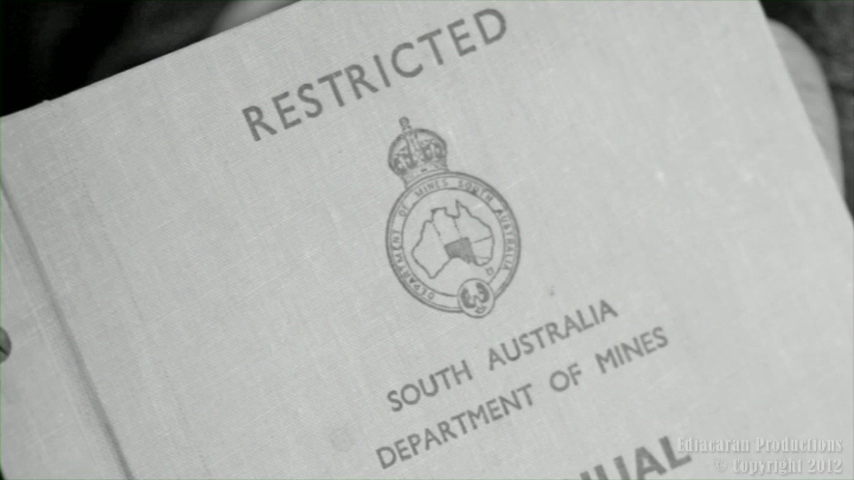 RESTRICTED
DEPARTMENT OF MINES SOUTH AUSTRALIA
SOUTH AUSTRALIA
DEPARTMENT OF MINES
Ediacaran Productions
© Copyright 2012